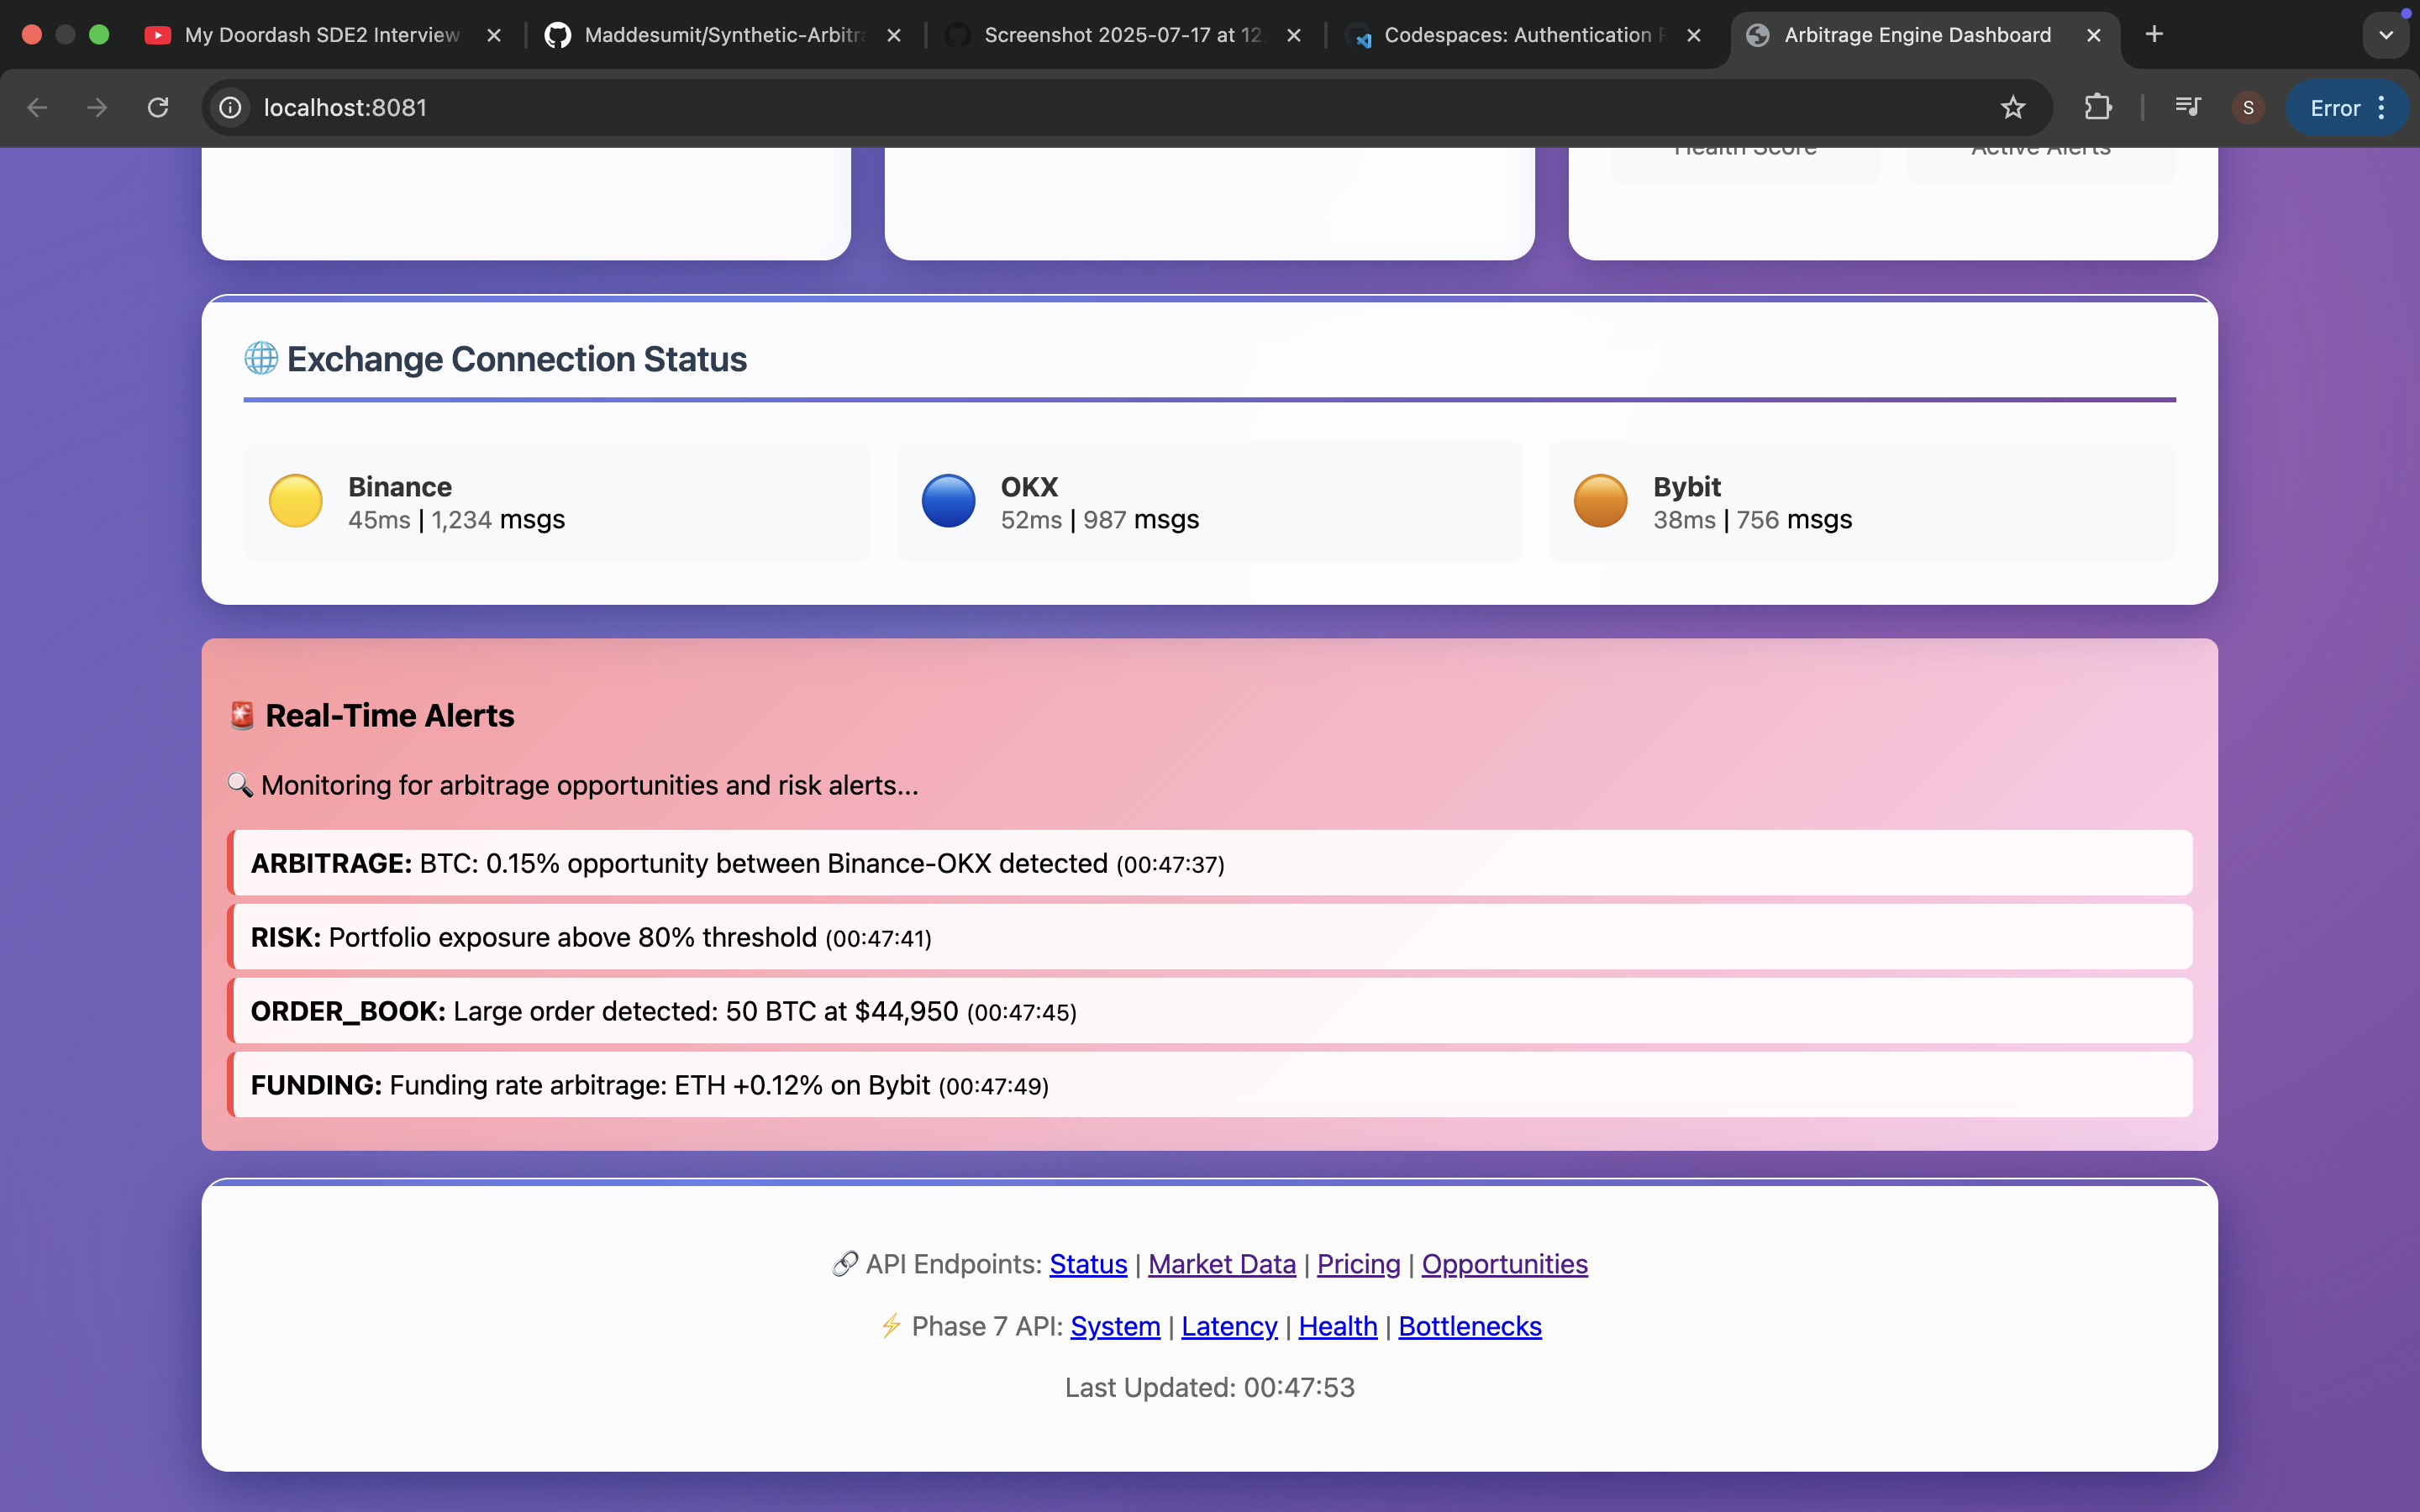 My Doordash SDE2 Interview
Maddesumit/Synthetic-Arbitra
Screenshot 2025-07-17 at 12
Codespaces: Authentication
Arbitrage Engine Dashboard
localhost:8081
S
Error
Health Score
Active Alerts
Exchange Connection Status
Binance
45ms | 1,234 msgs
OKX
52ms | 987 msgs
Bybit
38ms | 756 msgs
Real-Time Alerts
Monitoring for arbitrage opportunities and risk alerts...
ARBITRAGE: BTC: 0.15% opportunity between Binance-OKX detected (00:47:37)
RISK: Portfolio exposure above 80% threshold (00:47:41)
ORDER_BOOK: Large order detected: 50 BTC at $44,950 (00:47:45)
FUNDING: Funding rate arbitrage: ETH +0.12% on Bybit (00:47:49)
API Endpoints: Status | Market Data | Pricing | Opportunities
Phase 7 API: System | Latency | Health | Bottlenecks
Last Updated: 00:47:53